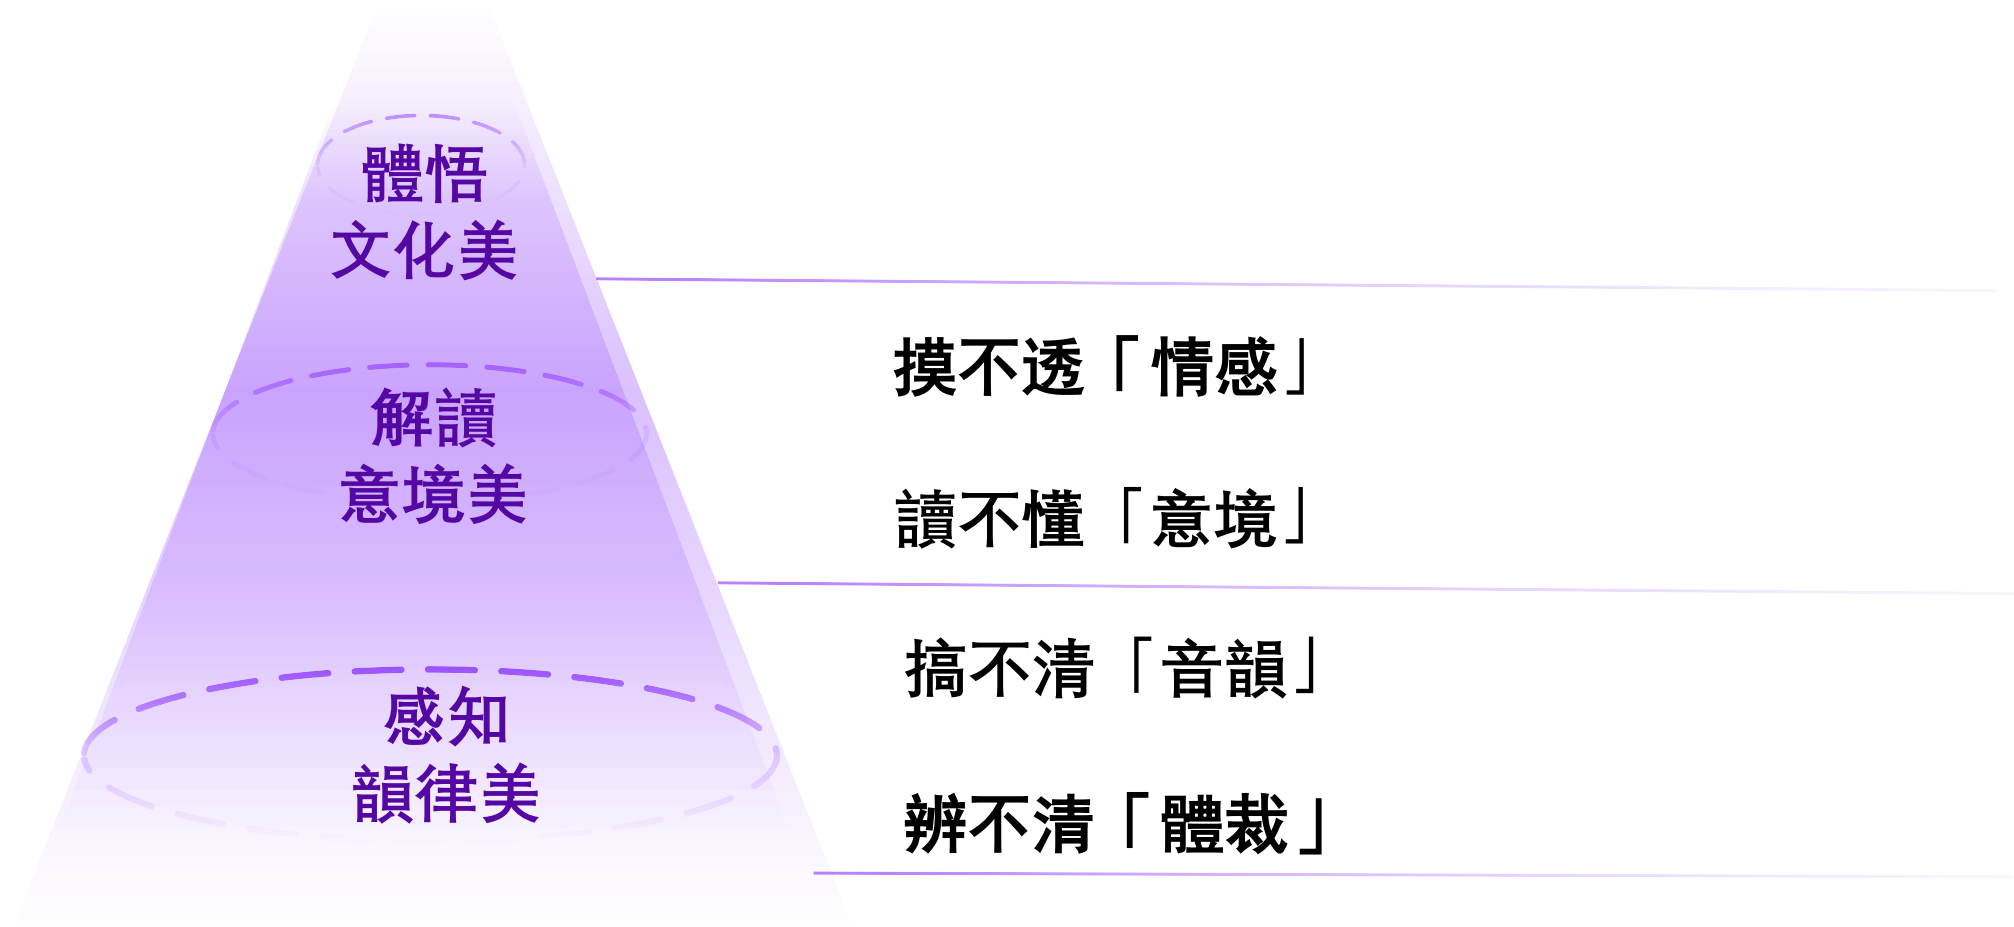 體悟
文化美
摸不透「情感」
解讀
意境美
讀不懂「意境」
搞不清「音韻」
感知
韻律美
辨不清「體裁」